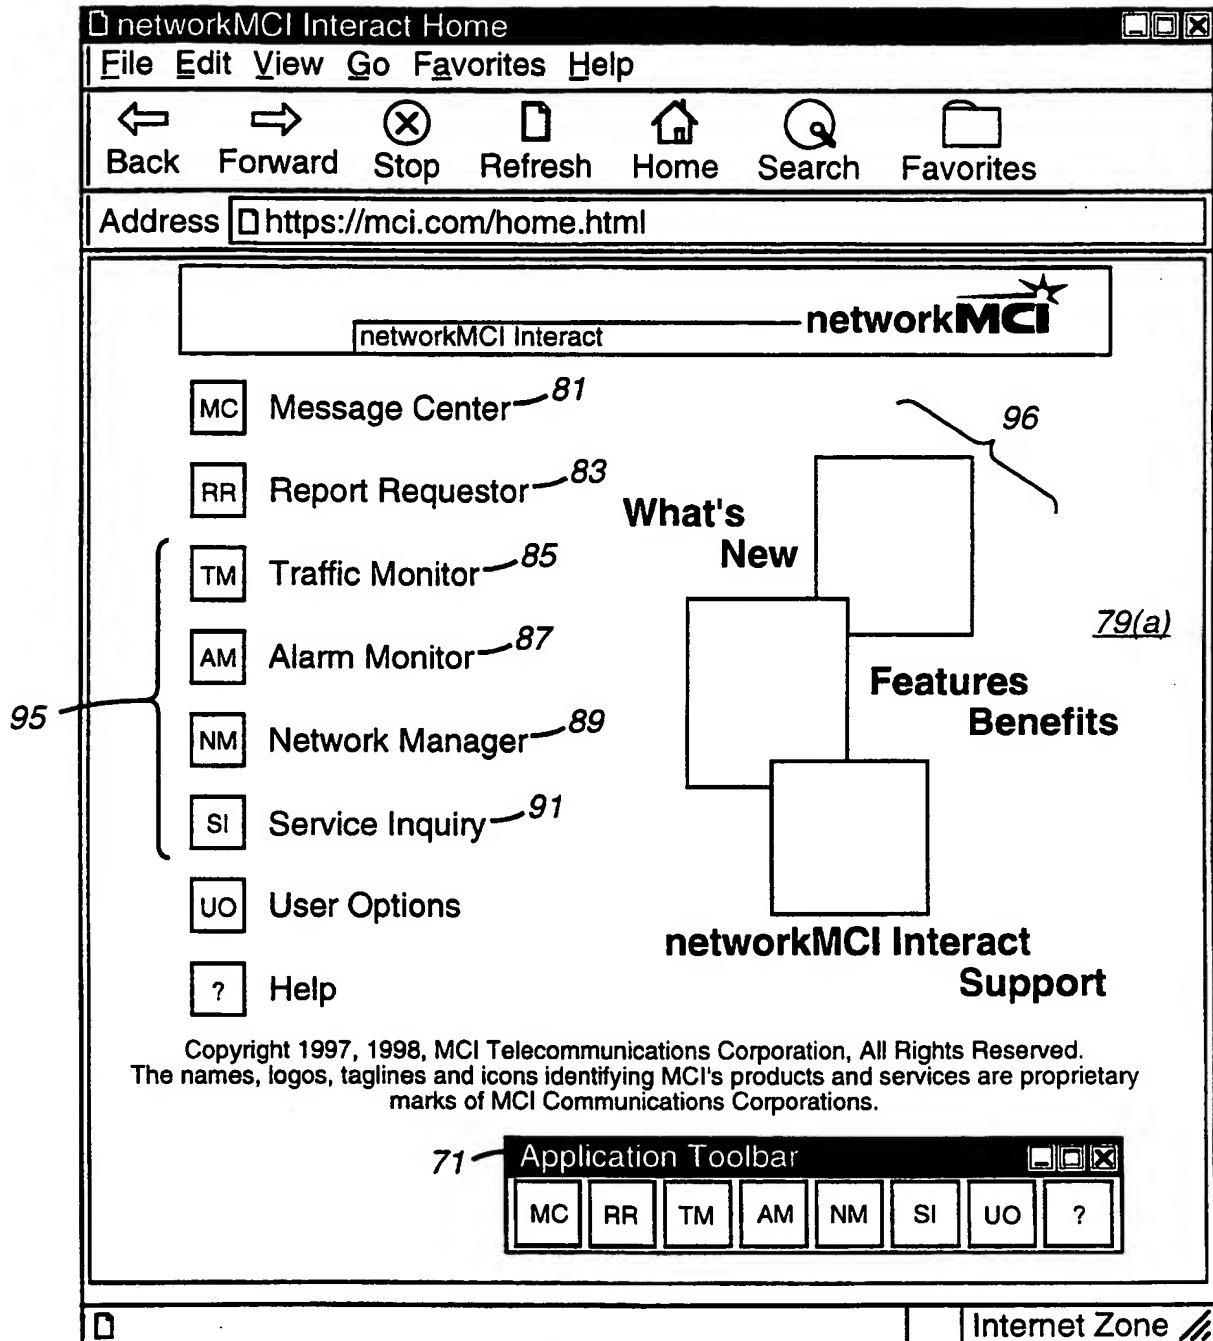 networkMCI Interact Home
File Edit View Go Favorites Help
Back Forward Stop Refresh Home Search Favorites
Address https://mci.com/home.html
networkMCI Interact
networkMCI
MC Message Center 81
RR Report Requestor 83
TM Traffic Monitor 85
AM Alarm Monitor 87
NM Network Manager 89
SI Service Inquiry 91
UO User Options
? Help
95
96
What's
New
79(a)
Features
Benefits
networkMCI Interact
Support
Copyright 1997, 1998, MCI Telecommunications Corporation, All Rights Reserved.
The names, logos, taglines and icons identifying MCI's products and services are proprietary
marks of MCI Communications Corporations.
71
Application Toolbar
MC RR TM AM NM SI UO ?
Internet Zone